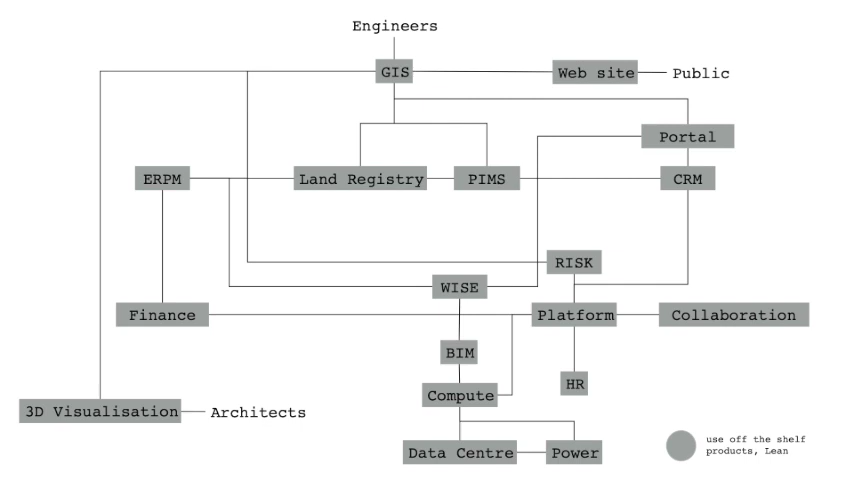 Engineers
GIS
Web site
Public
Portal
ERPM
Land Registry
PIMS
CRM
RISK
WISE
Finance
Platform
Collaboration
BIM
HR
Compute
3D Visualisation
Architects
Data Centre
Power
use off the shelf
products, Lean